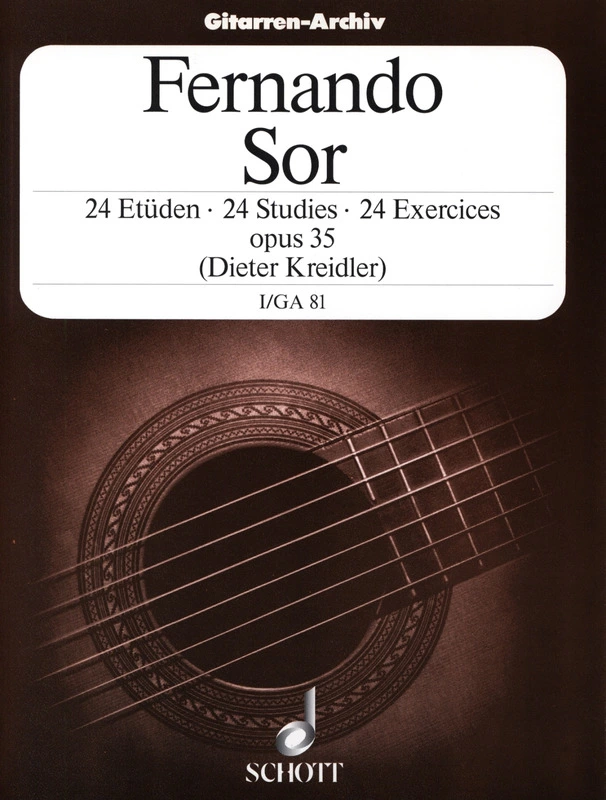 Gitarren-Archiv
Fernando
Sor
24 Etüden · 24 Studies · 24 Exercices
opus 35
(Dieter Kreidler)
I/GA 81
SCHOTT